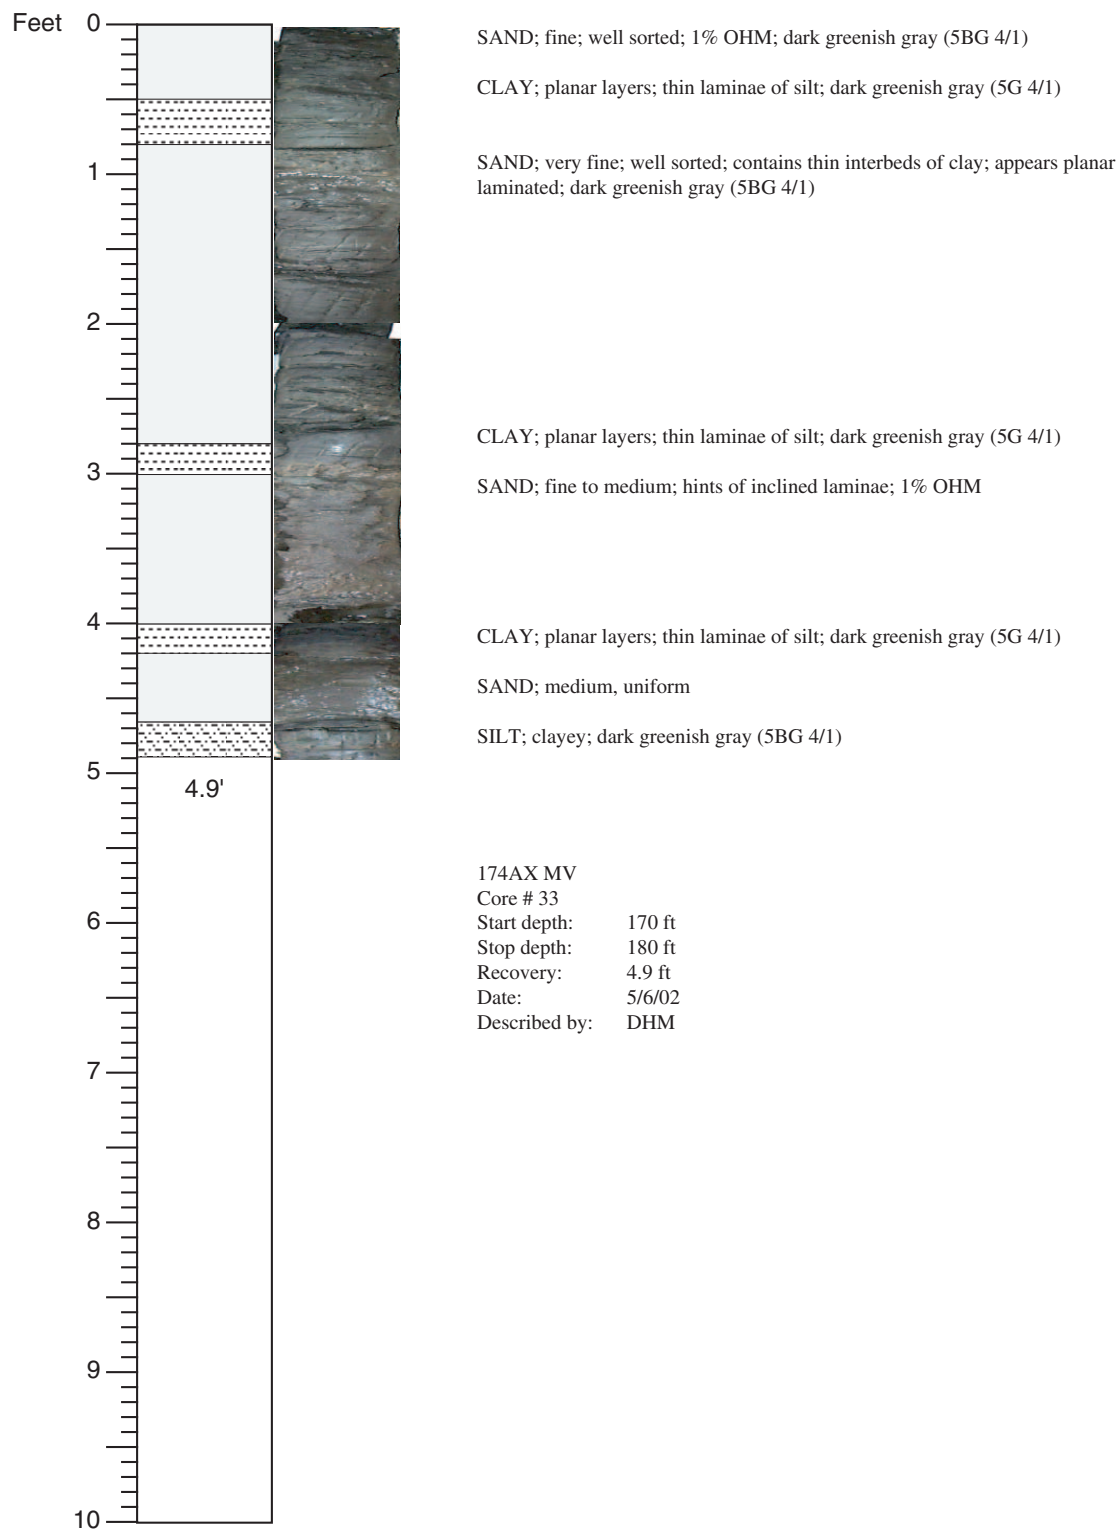 Feet 0
SAND; fine; well sorted; 1% OHM; dark greenish gray (5BG 4/1)
CLAY; planar layers; thin laminae of silt; dark greenish gray (5G 4/1)
1
SAND; very fine; well sorted; contains thin interbeds of clay; appears planar
laminated; dark greenish gray (5BG 4/1)
2
CLAY; planar layers; thin laminae of silt; dark greenish gray (5G 4/1)
3
SAND; fine to medium; hints of inclined laminae; 1% OHM
4
CLAY; planar layers; thin laminae of silt; dark greenish gray (5G 4/1)
SAND; medium, uniform
SILT; clayey; dark greenish gray (5BG 4/1)
5
4.9'
174AX MV
Core # 33
Start depth: 170 ft
6
Stop depth: 180 ft
Recovery: 4.9 ft
Date: 5/6/02
Described by: DHM
7
8
9
10